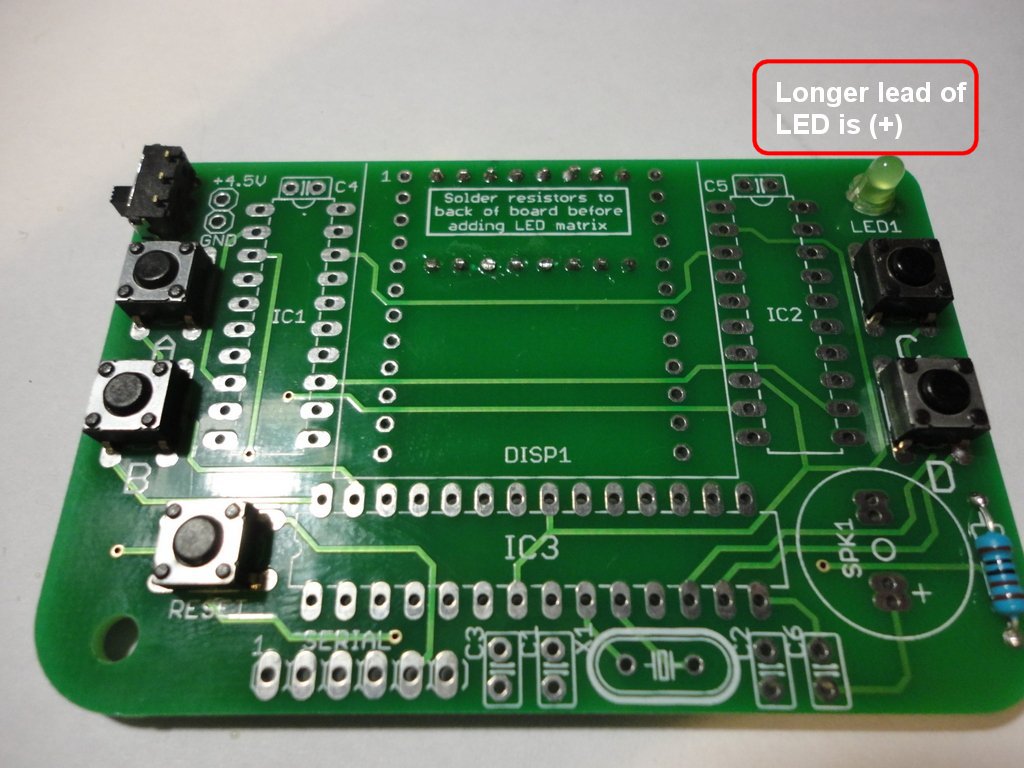 Longer lead of
LED is (+)
+4.5V
GND
C4
1
Solder resistors to
back of board before
adding LED matrix
C5
LED1
IC1
IC2
A
C
B
D
DISP1
IC3
SPK1
+
RESET
1
SERIAL
C3
C1
X1
C2
C6